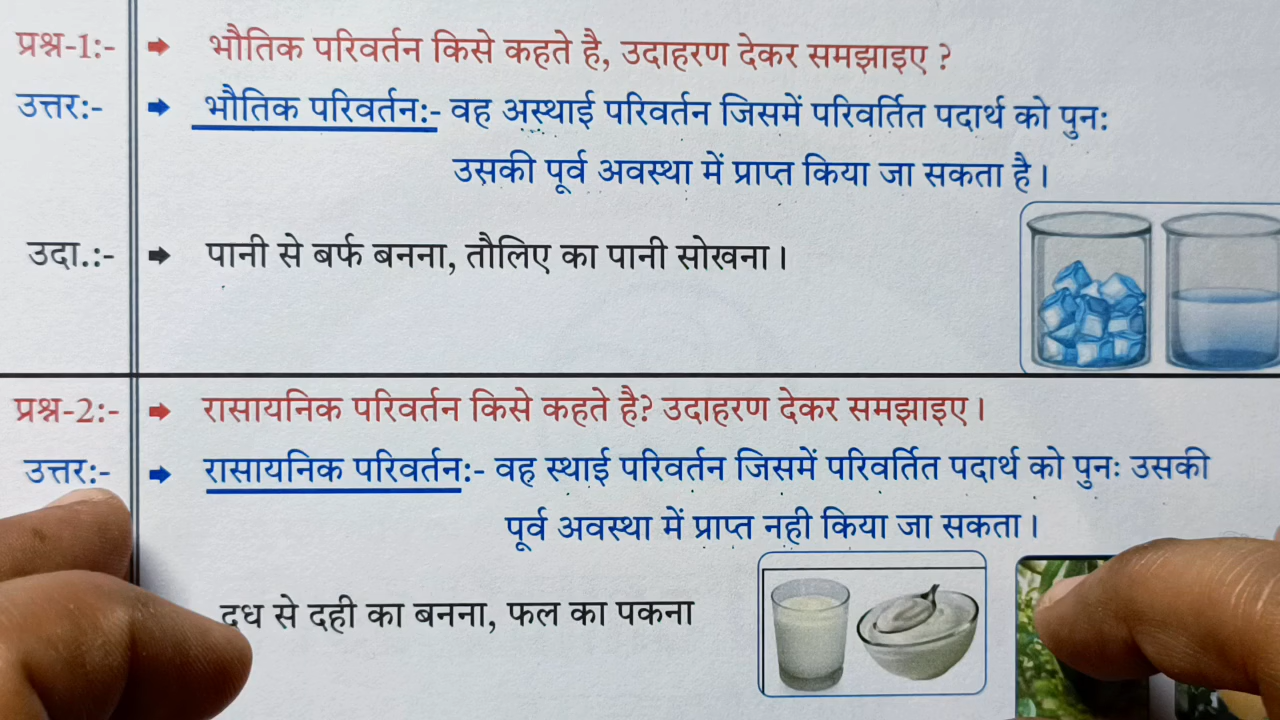 प्रश्न-1:- ➡ भौतिक परिवर्तन किसे कहते है, उदाहरण देकर समझाइए ?
उत्तर:- ➡ भौतिक परिवर्तन:- वह अस्थाई परिवर्तन जिसमें परिवर्तित पदार्थ को पुन:
उसकी पूर्व अवस्था में प्राप्त किया जा सकता है।
उदा.:- ➡ पानी से बर्फ बनना, तौलिए का पानी सोखना।
प्रश्न-2:- ➡ रासायनिक परिवर्तन किसे कहते है? उदाहरण देकर समझाइए।
उत्तर:- ➡ रासायनिक परिवर्तन:- वह स्थाई परिवर्तन जिसमें परिवर्तित पदार्थ को पुनः उसकी
पूर्व अवस्था में प्राप्त नही किया जा सकता।
दूध से दही का बनना, फल का पकना